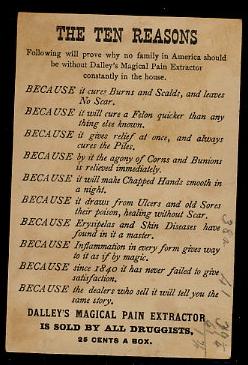 THE TEN REASONS
Following will prove why no family in America should
be without Dalley's Magical Pain Extractor
constantly in the house.
BECAUSE it cures Burns and Scalds, and leaves
No Scar.
BECAUSE it will cure a Felon quicker than any
thing else known.
BECAUSE it gives relief at once, and always
cures the Piles.
BECAUSE by it the agony of Corns and Bunions
is relieved immediately.
BECAUSE it will make Chapped Hands smooth in
a night.
BECAUSE it draws from Ulcers and old Sores
their poison, healing without Scar.
BECAUSE Erysipelas and Skin Diseases have
found in it a master.
BECAUSE Inflammation in every form gives way
to it as if by magic.
BECAUSE since 1840 it has never failed to give
satisfaction.
BECAUSE the dealers who sell it will tell you the
same story.
DALLEY'S MAGICAL PAIN EXTRACTOR
IS SOLD BY ALL DRUGGISTS,
25 CENTS A BOX.